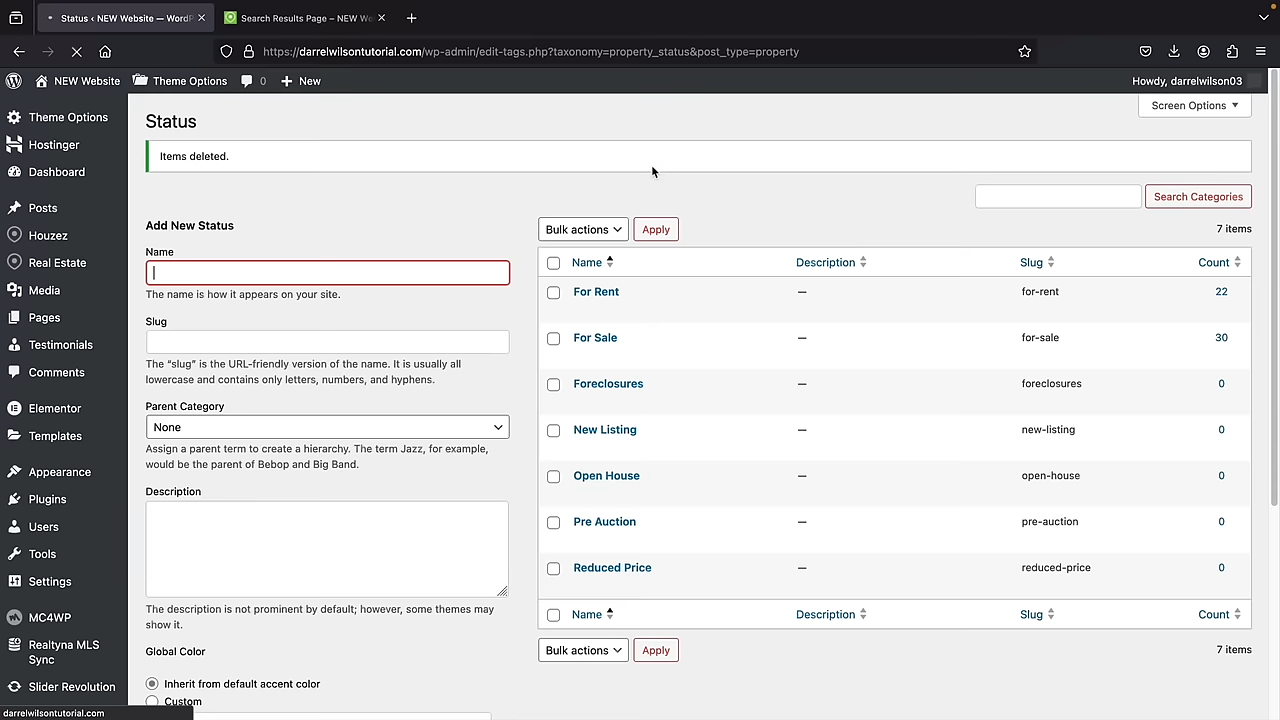 Status ‹ NEW Website — WordP
Search Results Page – NEW We
https://darrelwilsontutorial.com/wp-admin/edit-tags.php?taxonomy=property_status&post_type=property
NEW Website
Theme Options
0
New
Howdy, darrelwilson03
Screen Options
Theme Options
Hostinger
Dashboard
Posts
Houzez
Real Estate
Media
Pages
Testimonials
Comments
Elementor
Templates
Appearance
Plugins
Users
Tools
Settings
MC4WP
Realtyna MLS
Sync
Slider Revolution
darrelwilsontutorial.com
Status
Items deleted.
Search Categories
Add New Status
Name
The name is how it appears on your site.
Slug
The “slug” is the URL-friendly version of the name. It is usually all
lowercase and contains only letters, numbers, and hyphens.
Parent Category
None
Assign a parent term to create a hierarchy. The term Jazz, for example,
would be the parent of Bebop and Big Band.
Description
The description is not prominent by default; however, some themes may
show it.
Global Color
Inherit from default accent color
Custom
Bulk actions Apply 7 items
Name Description Slug Count
For Rent — for-rent 22
For Sale — for-sale 30
Foreclosures — foreclosures 0
New Listing — new-listing 0
Open House — open-house 0
Pre Auction — pre-auction 0
Reduced Price — reduced-price 0
Name Description Slug Count
Bulk actions Apply 7 items